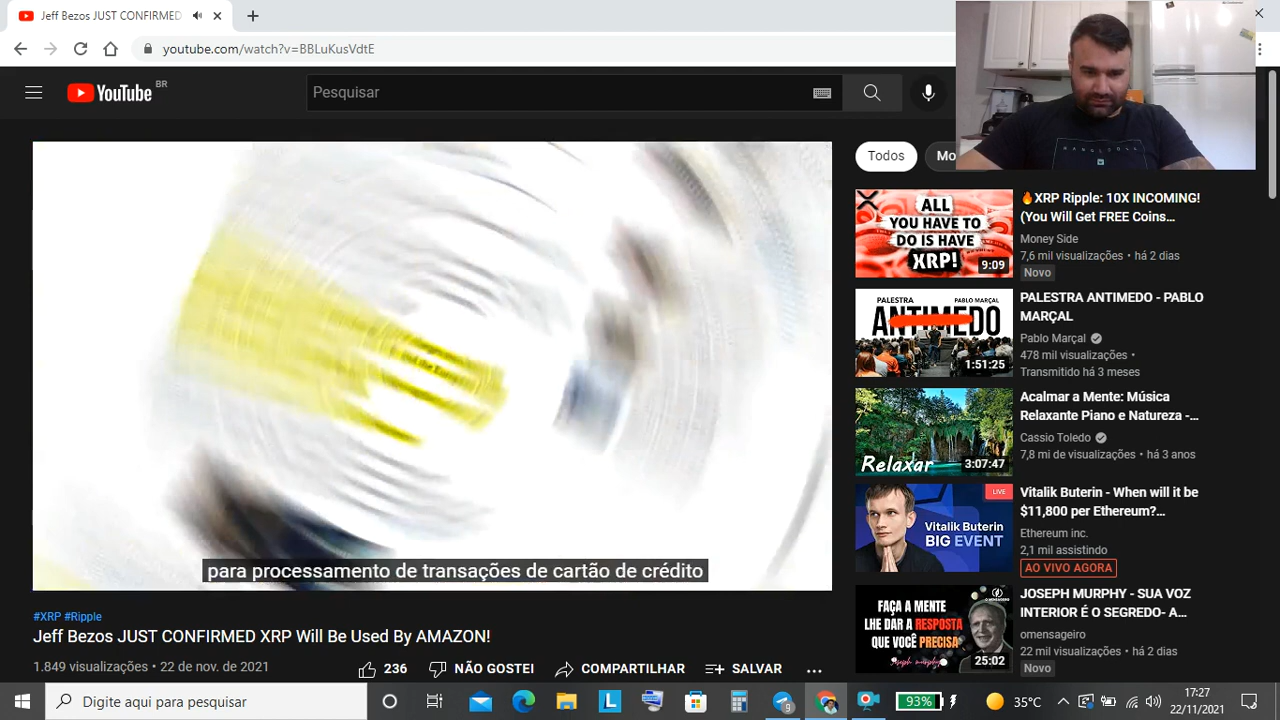 Jeff Bezos JUST CONFIRMED
youtube.com/watch?v=BBLuKusVdtE
YouTube BR
Pesquisar
Todos
Mo
para processamento de transações de cartão de crédito
#XRP #Ripple
Jeff Bezos JUST CONFIRMED XRP Will Be Used By AMAZON!
1.849 visualizações • 22 de nov. de 2021
236
NÃO GOSTEI
COMPARTILHAR
SALVAR
ALL
YOU HAVE TO
DO IS HAVE
XRP!
9:09
🔥XRP Ripple: 10X INCOMING!
(You Will Get FREE Coins…
Money Side
7,6 mil visualizações • há 2 dias
Novo
PALESTRA
PABLO MARÇAL
ANTIMEDO
1:51:25
PALESTRA ANTIMEDO - PABLO
MARÇAL
Pablo Marçal
478 mil visualizações •
Transmitido há 3 meses
Relaxar
3:07:47
Acalmar a Mente: Música
Relaxante Piano e Natureza -…
Cassio Toledo
7,8 mi de visualizações • há 3 anos
LIVE
Vitalik Buterin
BIG EVENT
Vitalik Buterin - When will it be
$11,800 per Ethereum?…
Ethereum inc.
2,1 mil assistindo
AO VIVO AGORA
FAÇA A MENTE
LHE DAR A RESPOSTA
QUE VOCÊ PRECISA
Joseph murphy
25:02
JOSEPH MURPHY - SUA VOZ
INTERIOR É O SEGREDO- A…
omensageiro
22 mil visualizações • há 2 dias
Novo
Digite aqui para pesquisar
L
9
93%
35°C
17:27
22/11/2021